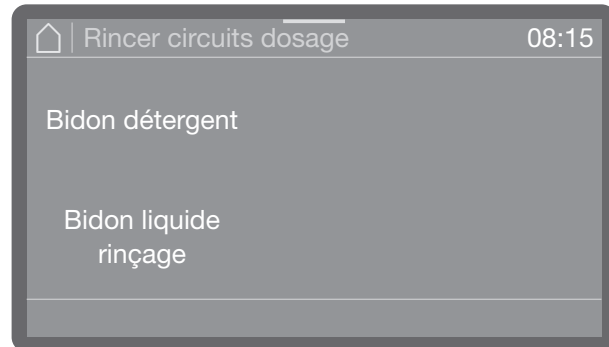 Rincer circuits dosage 08:15
Bidon détergent
Bidon liquide
rinçage